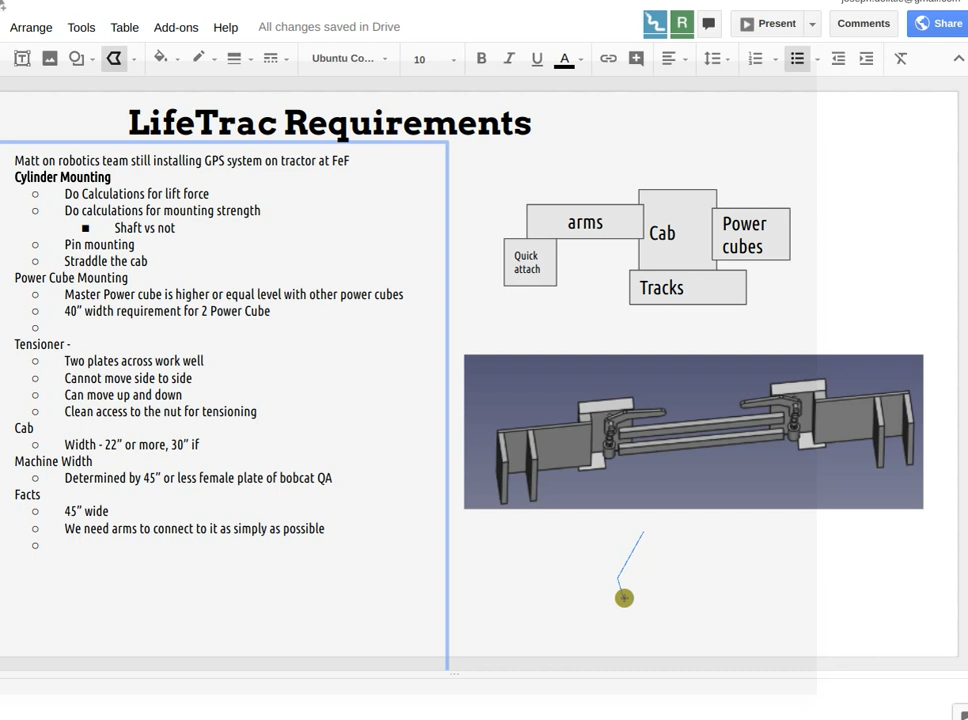 Arrange Tools Table Add-ons Help All changes saved in Drive R Present Comments Share
Ubuntu Co... 10 B I U A
LifeTrac Requirements
Matt on robotics team still installing GPS system on tractor at FeF
Cylinder Mounting
○ Do Calculations for lift force
○ Do calculations for mounting strength
■ Shaft vs not
○ Pin mounting
○ Straddle the cab
Power Cube Mounting
○ Master Power cube is higher or equal level with other power cubes
○ 40” width requirement for 2 Power Cube
○
Tensioner -
○ Two plates across work well
○ Cannot move side to side
○ Can move up and down
○ Clean access to the nut for tensioning
Cab
○ Width - 22” or more, 30” if
Machine Width
○ Determined by 45” or less female plate of bobcat QA
Facts
○ 45” wide
○ We need arms to connect to it as simply as possible
○
arms
Cab
Power
cubes
Quick
attach
Tracks